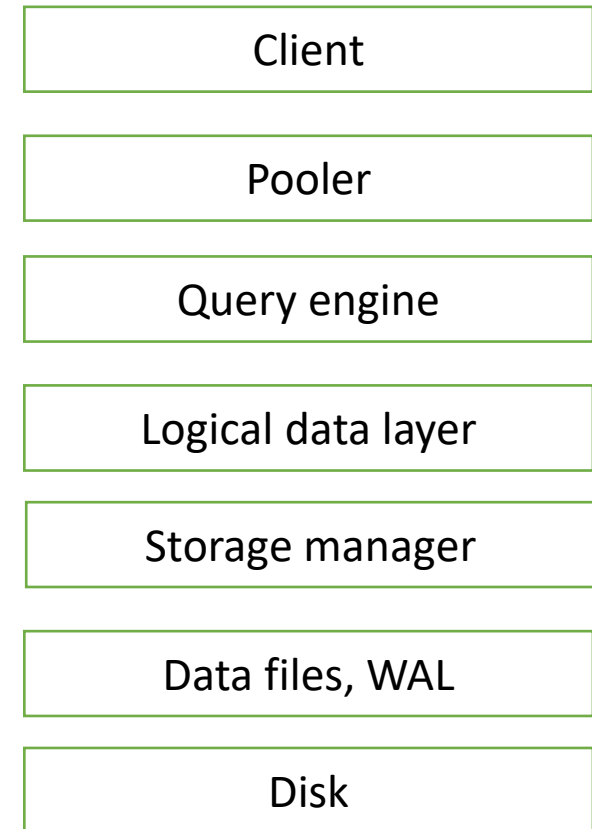 Client
Pooler
Query engine
Logical data layer
Storage manager
Data files, WAL
Disk